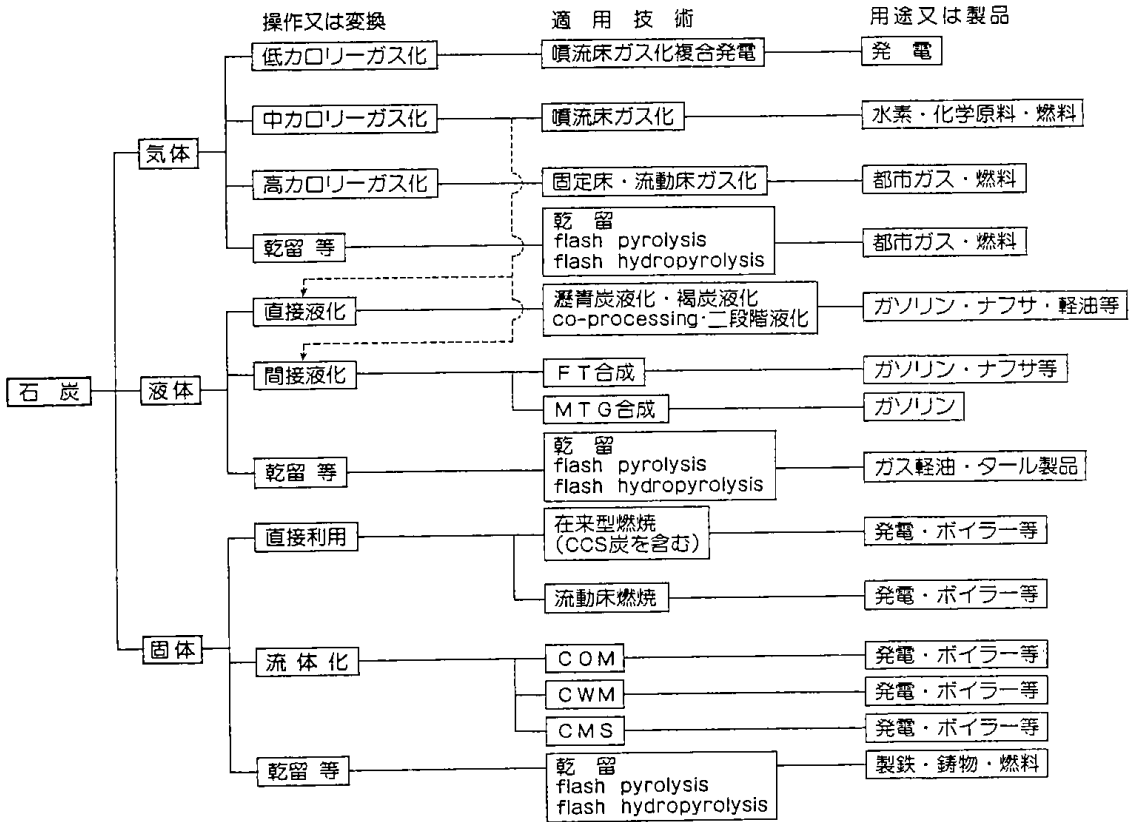 操作又は変換 適用技術 用途又は製品
低カロリーガス化 噴流床ガス化複合発電 発電
中カロリーガス化 噴流床ガス化 水素・化学原料・燃料
気体
高カロリーガス化 固定床・流動床ガス化 都市ガス・燃料
乾留等
乾留
flash pyrolysis
flash hydropyrolysis
都市ガス・燃料
直接液化
瀝青炭液化・褐炭液化
co-processing・二段階液化
ガソリン・ナフサ・軽油等
石炭 液体 間接液化 FT合成 ガソリン・ナフサ等
MTG合成 ガソリン
乾留等
乾留
flash pyrolysis
flash hydropyrolysis
ガス軽油・タール製品
直接利用
在来型燃焼
(CCS炭を含む)
発電・ボイラー等
流動床燃焼 発電・ボイラー等
固体 流体化 COM 発電・ボイラー等
CWM 発電・ボイラー等
CMS 発電・ボイラー等
乾留等
乾留
flash pyrolysis
flash hydropyrolysis
製鉄・鋳物・燃料